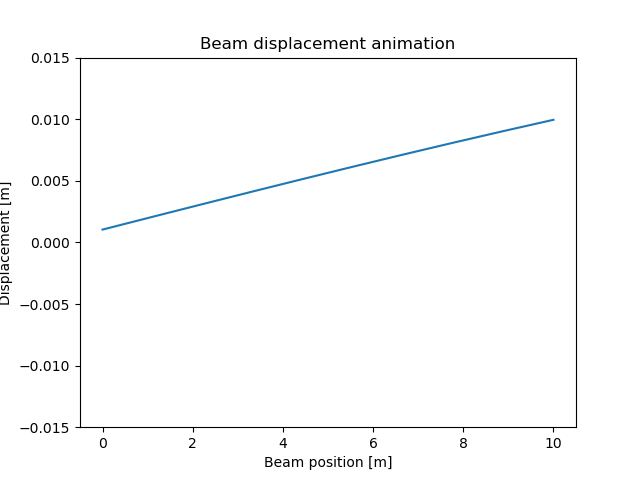 Beam displacement animation
0.015
0.010
0.005
0.000
−0.005
−0.010
−0.015
Displacement [m]
0 2 4 6 8 10
Beam position [m]